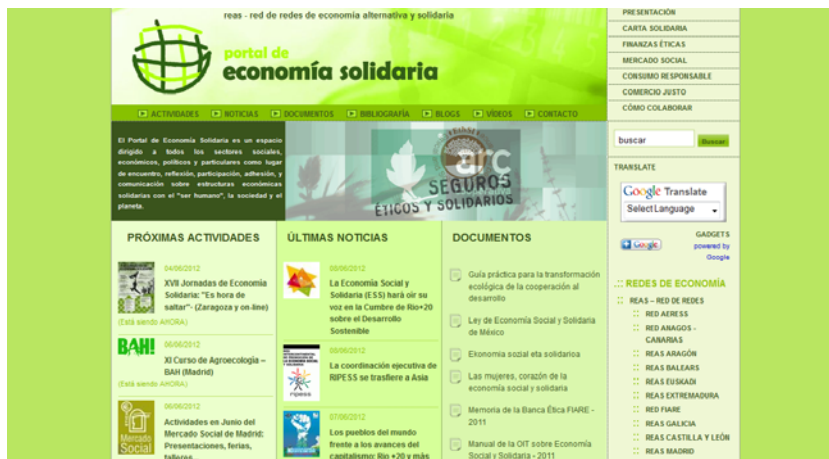 reas - red de redes de economía alternativa y solidaria
portal de
economía solidaria
ACTIVIDADES
NOTICIAS
DOCUMENTOS
BIBLIOGRAFÍA
BLOGS
VÍDEOS
CONTACTO
El Portal de Economía Solidaria es un espacio
dirigido a todos los sectores sociales,
económicos, políticos y particulares como lugar
de encuentro, reflexión, participación, adhesión, y
comunicación sobre estructuras económicas
solidarias con el "ser humano", la sociedad y el
planeta.
arc
SEGUROS
ÉTICOS Y SOLIDARIOS
PRÓXIMAS ACTIVIDADES
04/06/2012
XVII Jornadas de Economía
Solidaria: "Es hora de
saltar"- (Zaragoza y on-line)
(Está siendo AHORA)
BAH!
06/06/2012
XI Curso de Agroecología –
BAH (Madrid)
(Está siendo AHORA)
Mercado
Social
06/06/2012
Actividades en Junio del
Mercado Social de Madrid:
Presentaciones, ferias,
talleres
ÚLTIMAS NOTICIAS
08/06/2012
La Economía Social y
Solidaria (ESS) hará oir su
voz en la Cumbre de Rio+20
sobre el Desarrollo
Sostenible
ripess
08/06/2012
La coordinación ejecutiva de
RIPESS se trasfiere a Asia
07/06/2012
Los pueblos del mundo
frente a los avances del
capitalismo: Rio +20 y más
DOCUMENTOS
Guía práctica para la transformación
ecológica de la cooperación al
desarrollo
Ley de Economía Social y Solidaria
de México
Ekonomia sozial eta solidarioa
Las mujeres, corazón de la
economía social y solidaria
Memoria de la Banca Ética FIARE -
2011
Manual de la OIT sobre Economía
Social y Solidaria - 2011
PRESENTACIÓN
CARTA SOLIDARIA
FINANZAS ÉTICAS
MERCADO SOCIAL
CONSUMO RESPONSABLE
COMERCIO JUSTO
CÓMO COLABORAR
buscar
Buscar
TRANSLATE
Google Translate
Select Language
Google
GADGETS
powered by
Google
.:: REDES DE ECONOMÍA
REAS – RED DE REDES
RED AERESS
RED ANAGOS -
CANARIAS
REAS ARAGÓN
REAS BALEARS
REAS EUSKADI
REAS EXTREMADURA
RED FIARE
REAS GALICIA
REAS CASTILLA Y LEÓN
REAS MADRID